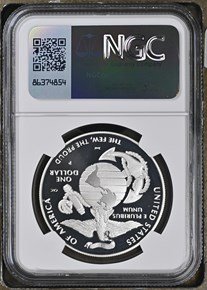 NGC
86374854
UNITED STATES
OF AMERICA
E PLURIBUS
UNUM
ONE
DOLLAR
THE FEW, THE PROUD